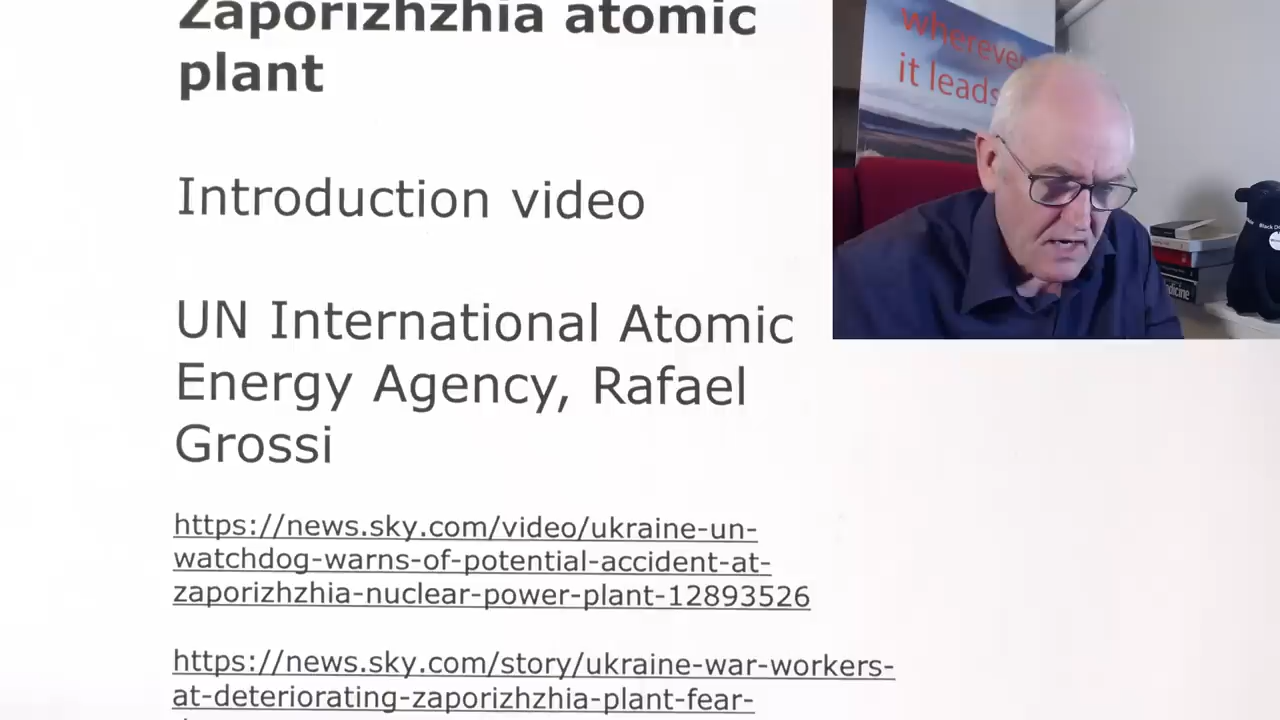 Zaporizhzhia atomic
plant
Introduction video
UN International Atomic
Energy Agency, Rafael
Grossi
https://news.sky.com/video/ukraine-un-
watchdog-warns-of-potential-accident-at-
zaporizhzhia-nuclear-power-plant-12893526
https://news.sky.com/story/ukraine-war-workers-
at-deteriorating-zaporizhzhia-plant-fear-
wherever
it leads
Black